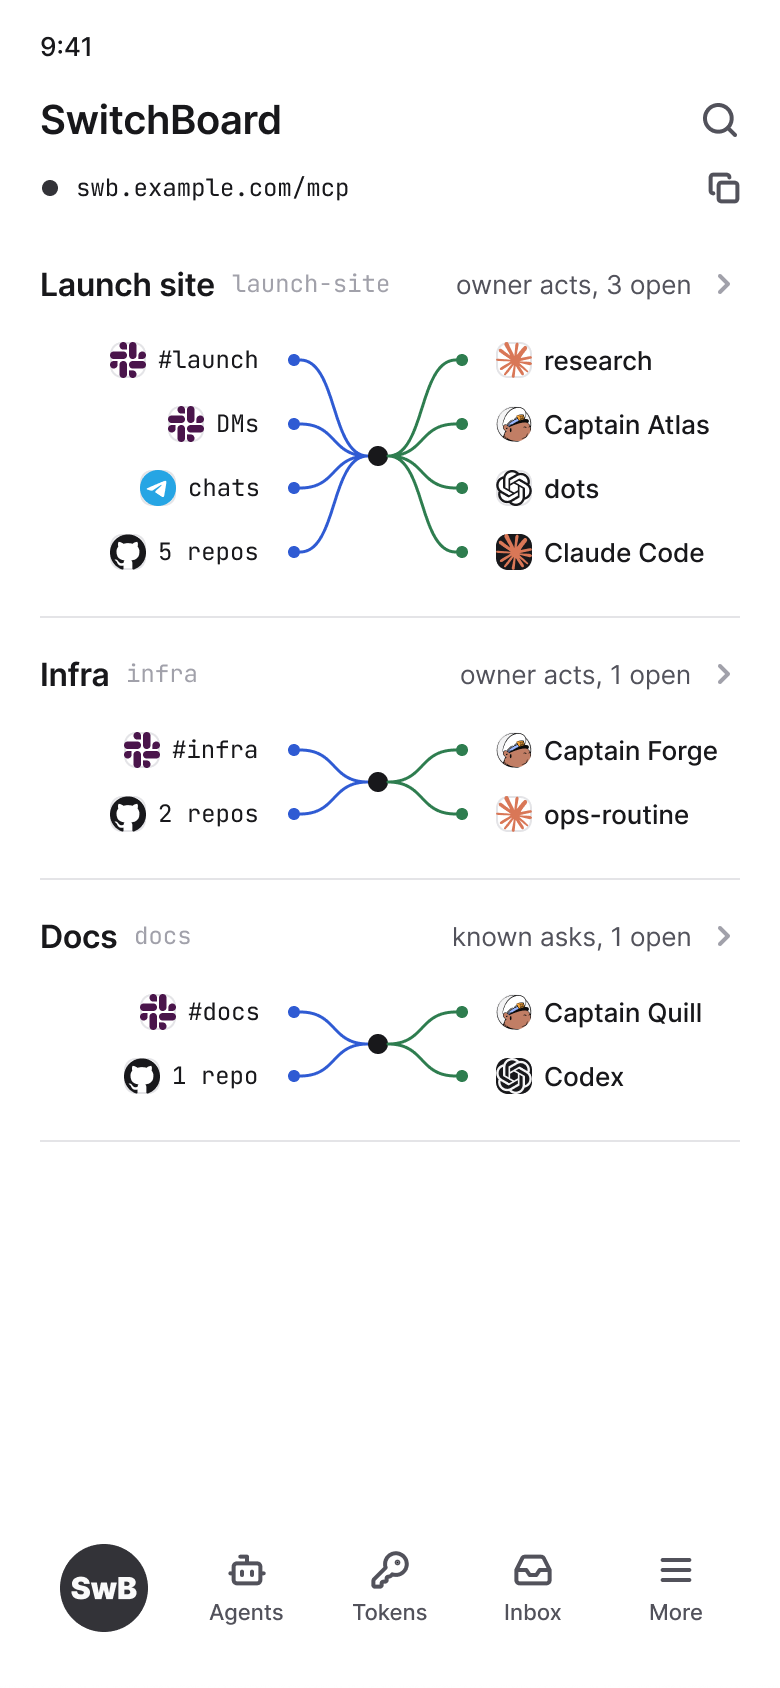 9:41
SwitchBoard
swb.example.com/mcp
Launch site launch-site owner acts, 3 open
#launch research
DMs Captain Atlas
chats dots
5 repos Claude Code
Infra infra owner acts, 1 open
#infra Captain Forge
2 repos ops-routine
Docs docs known asks, 1 open
#docs Captain Quill
1 repo Codex
SwB Agents Tokens Inbox More